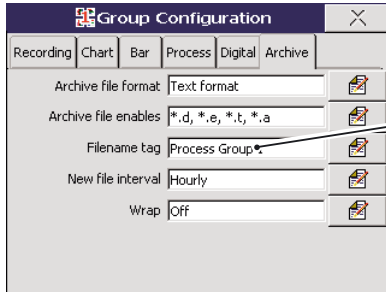 Group Configuration
Recording Chart Bar Process Digital Archive
Archive file format Text format
Archive file enables *.d, *.e, *.t, *.a
Filename tag Process Group
New file interval Hourly
Wrap Off